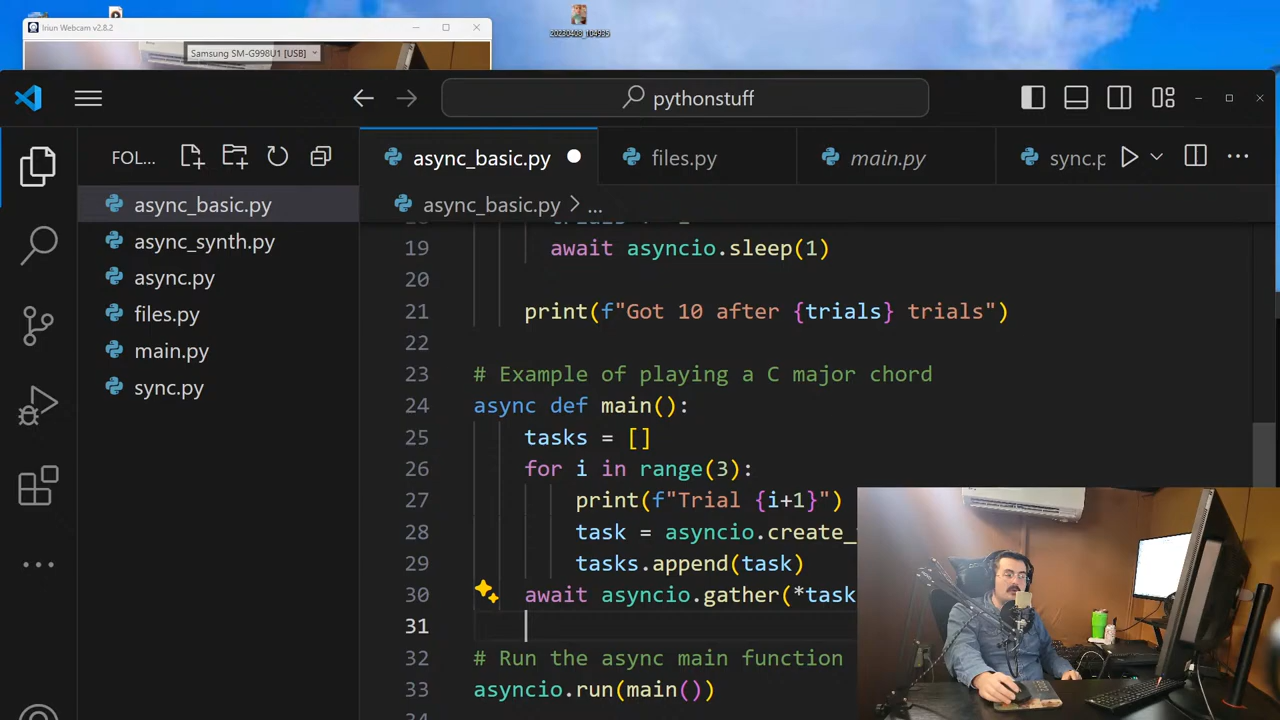 Iriun Webcam v2.8.2
20230408_104935
Samsung SM-G998U1 [USB]
pythonstuff
FOL...
async_basic.py
files.py
main.py
sync.p
async_basic.py > ...
async_basic.py
async_synth.py
async.py
files.py
main.py
sync.py
19 await asyncio.sleep(1)
20
21 print(f"Got 10 after {trials} trials")
22
23 # Example of playing a C major chord
24 async def main():
25 tasks = []
26 for i in range(3):
27 print(f"Trial {i+1}")
28 task = asyncio.create_
29 tasks.append(task)
30 await asyncio.gather(*task
31
32 # Run the async main function
33 asyncio.run(main())